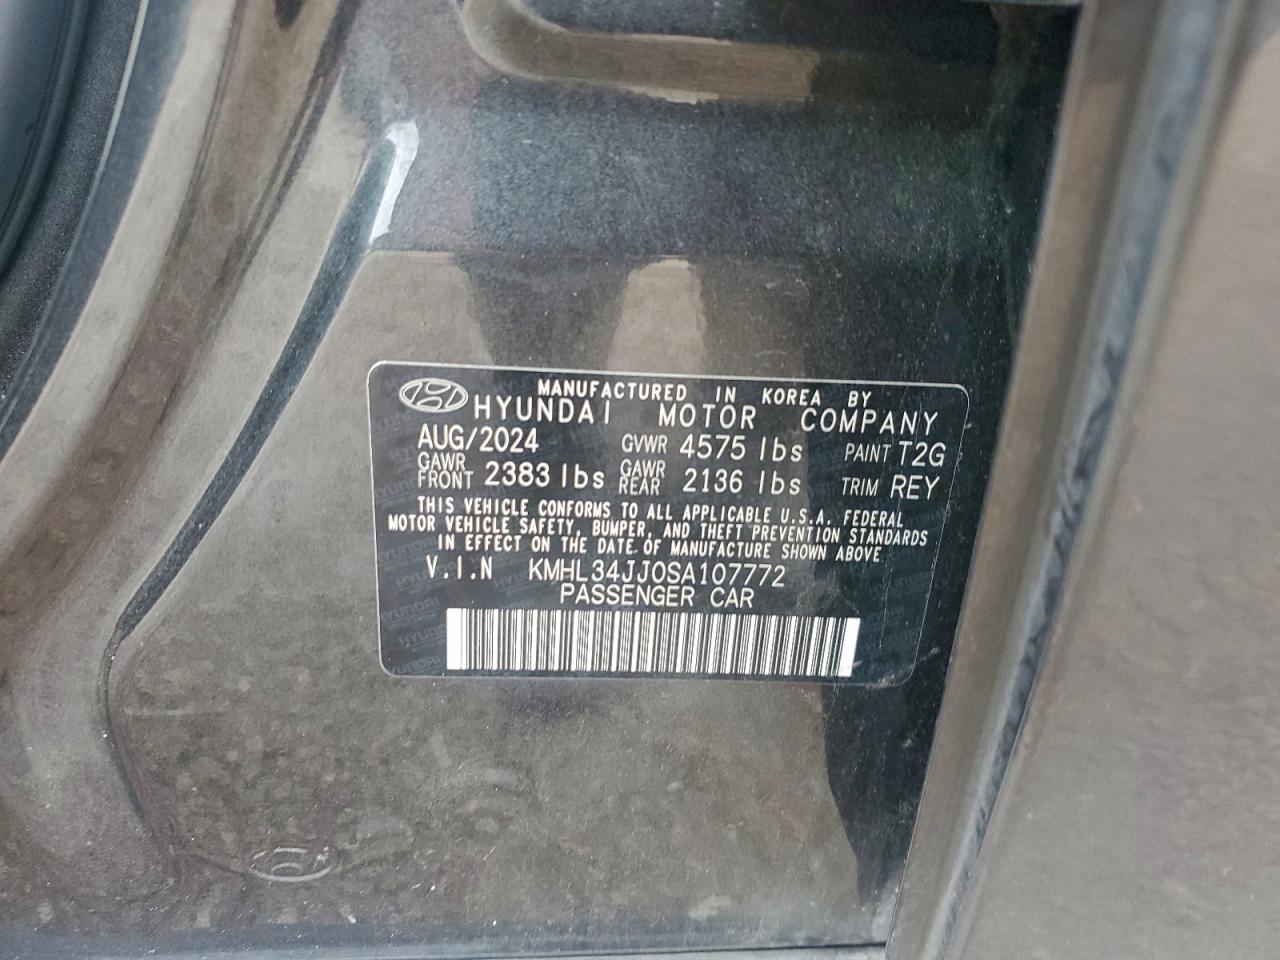 MANUFACTURED IN KOREA BY
HYUNDAI MOTOR COMPANY
AUG/2024 GVWR 4575 lbs PAINT T2G
GAWR FRONT 2383 lbs GAWR REAR 2136 lbs TRIM REY
THIS VEHICLE CONFORMS TO ALL APPLICABLE U.S.A. FEDERAL
MOTOR VEHICLE SAFETY, BUMPER, AND THEFT PREVENTION STANDARDS
IN EFFECT ON THE DATE OF MANUFACTURE SHOWN ABOVE
V.I.N KMHL34JJ0SA107772
PASSENGER CAR